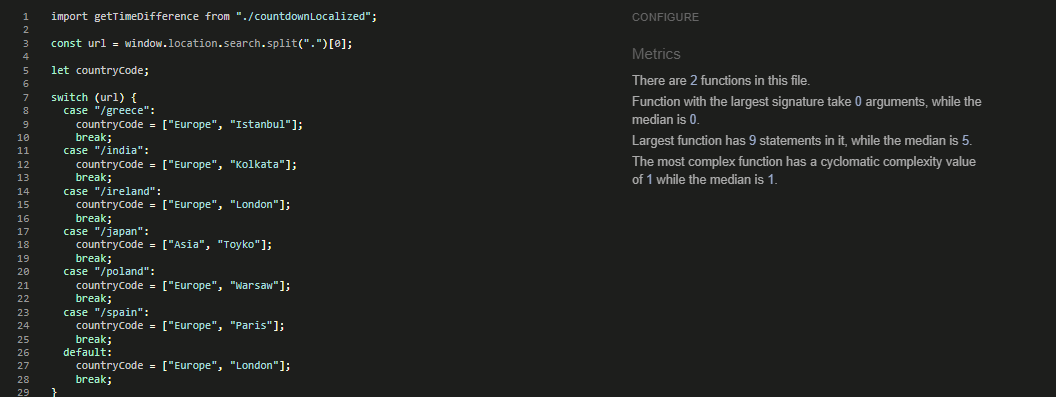 1 import getTimeDifference from "./countdownLocalized";
2
3 const url = window.location.search.split(".")[0];
4
5 let countryCode;
6
7 switch (url) {
8 case "/greece":
9 countryCode = ["Europe", "Istanbul"];
10 break;
11 case "/india":
12 countryCode = ["Europe", "Kolkata"];
13 break;
14 case "/ireland":
15 countryCode = ["Europe", "London"];
16 break;
17 case "/japan":
18 countryCode = ["Asia", "Toyko"];
19 break;
20 case "/poland":
21 countryCode = ["Europe", "Warsaw"];
22 break;
23 case "/spain":
24 countryCode = ["Europe", "Paris"];
25 break;
26 default:
27 countryCode = ["Europe", "London"];
28 break;
29 }
CONFIGURE
Metrics
There are 2 functions in this file.
Function with the largest signature take 0 arguments, while the
median is 0.
Largest function has 9 statements in it, while the median is 5.
The most complex function has a cyclomatic complexity value
of 1 while the median is 1.